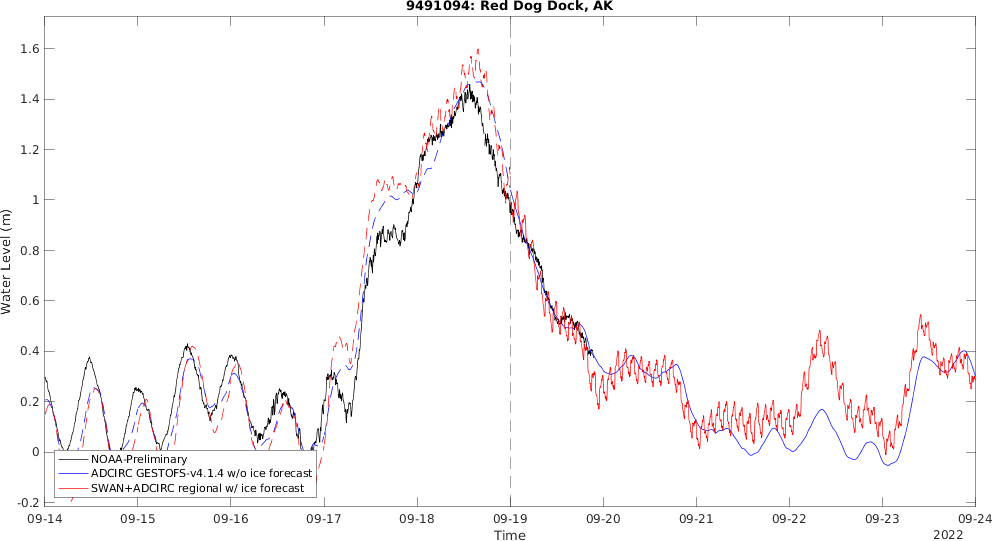 9491094: Red Dog Dock, AK
Water Level (m)
1.6
1.4
1.2
1
0.8
0.6
0.4
0.2
0
-0.2
NOAA-Preliminary
ADCIRC GESTOFS-v4.1.4 w/o ice forecast
SWAN+ADCIRC regional w/ ice forecast
09-14 09-15 09-16 09-17 09-18 09-19 09-20 09-21 09-22 09-23 09-24
Time
2022